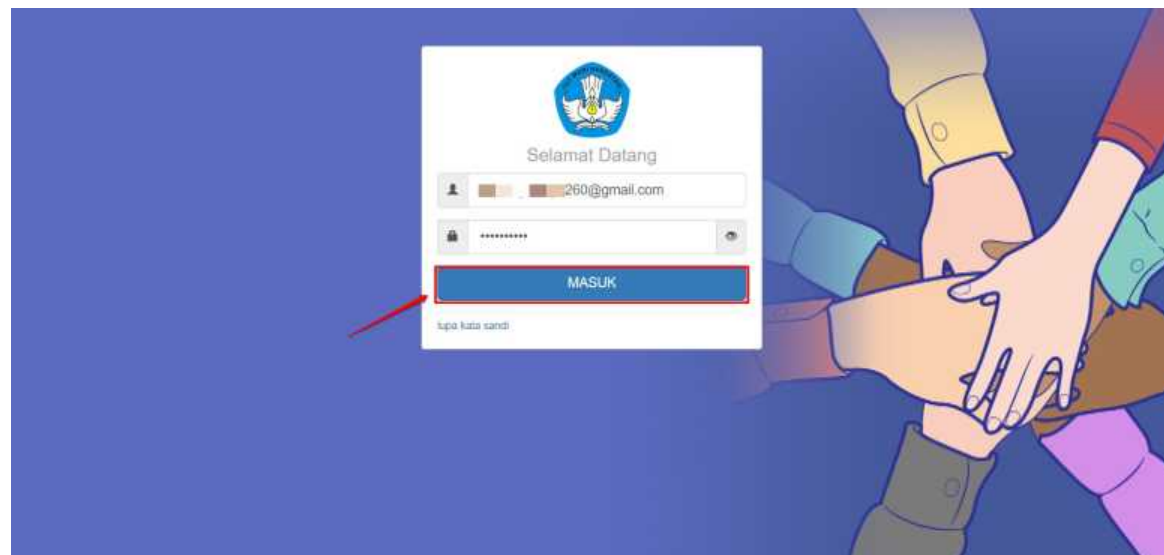 Selamat Datang
260@gmail.com
••••••••••
MASUK
lupa kata sandi